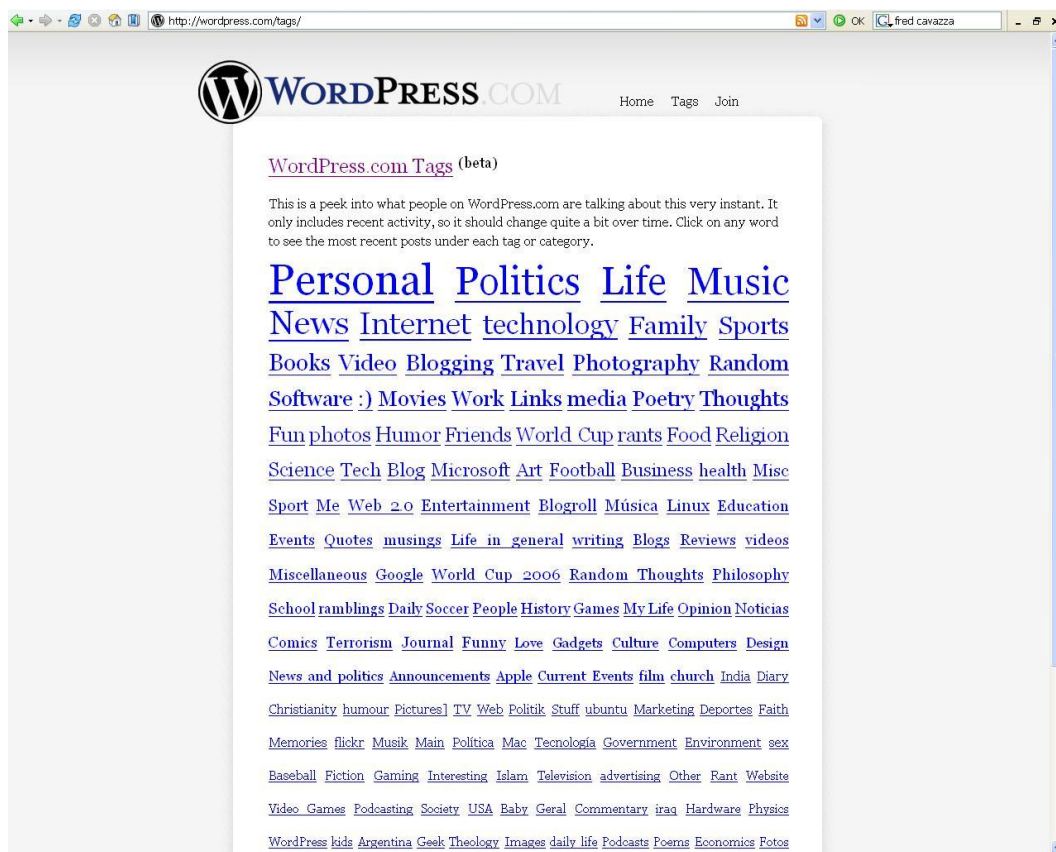 http://wordpress.com/tags/ OK G fred cavazza
WORDPRESS.COM Home Tags Join
WordPress.com Tags (beta)
This is a peek into what people on WordPress.com are talking about this very instant. It
only includes recent activity, so it should change quite a bit over time. Click on any word
to see the most recent posts under each tag or category.
Personal Politics Life Music
News Internet technology Family Sports
Books Video Blogging Travel Photography Random
Software :) Movies Work Links media Poetry Thoughts
Fun photos Humor Friends World Cup rants Food Religion
Science Tech Blog Microsoft Art Football Business health Misc
Sport Me Web 2.0 Entertainment Blogroll Música Linux Education
Events Quotes musings Life in general writing Blogs Reviews videos
Miscellaneous Google World Cup 2006 Random Thoughts Philosophy
School ramblings Daily Soccer People History Games My Life Opinion Noticias
Comics Terrorism Journal Funny Love Gadgets Culture Computers Design
News and politics Announcements Apple Current Events film church India Diary
Christianity humour Pictures] TV Web Politik Stuff ubuntu Marketing Deportes Faith
Memories flickr Musik Main Política Mac Tecnología Government Environment sex
Baseball Fiction Gaming Interesting Islam Television advertising Other Rant Website
Video Games Podcasting Society USA Baby Geral Commentary iraq Hardware Physics
WordPress kids Argentina Geek Theology Images daily life Podcasts Poems Economics Fotos